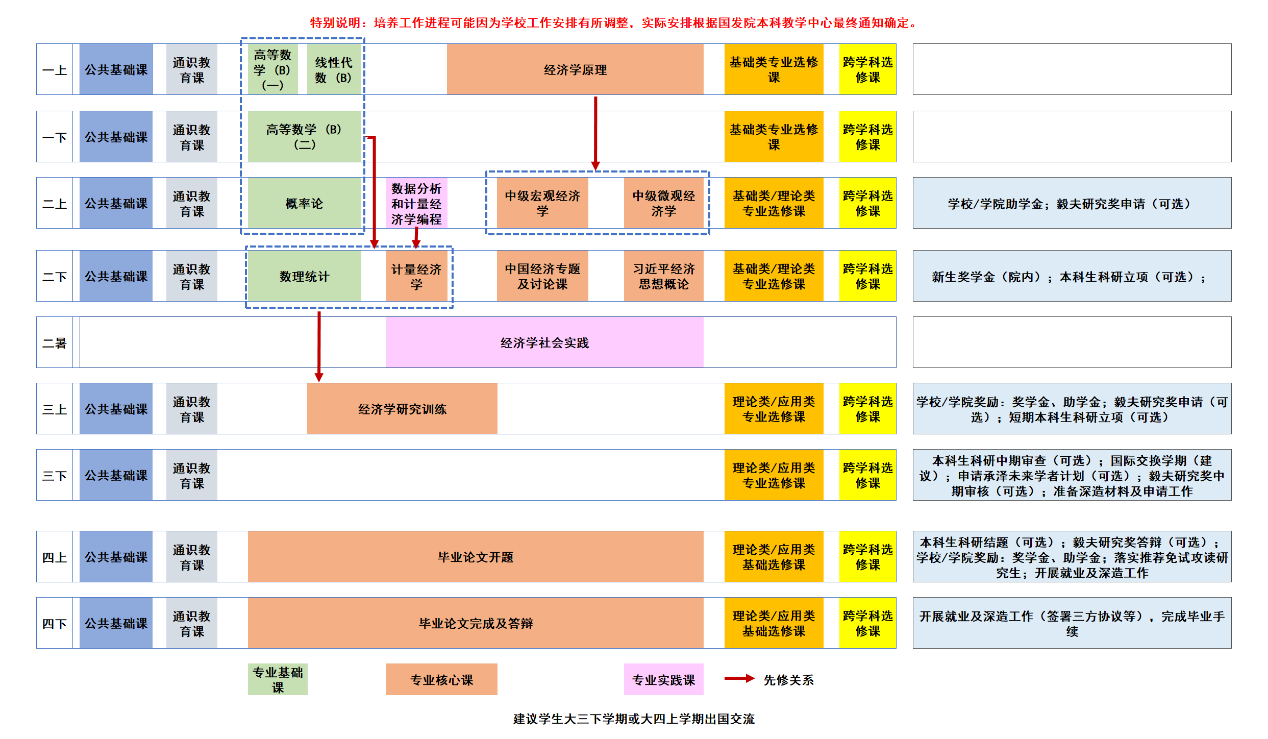 特别说明：培养工作进程可能因为学校工作安排有所调整，实际安排根据国发院本科教学中心最终通知确定。
一上
公共基础课
通识教
育课
高等数
学（B）
（一）
线性代
数（B）
经济学原理
基础类专业选修
课
跨学科选
修课
一下
公共基础课
通识教
育课
高等数学（B）
（二）
基础类专业选修
课
跨学科选
修课
二上
公共基础课
通识教
育课
概率论
数据分析
和计量经
济学编程
中级宏观经济
学
中级微观经
济学
基础类/理论类
专业选修课
跨学科选
修课
学校/学院助学金；毅夫研究奖申请（可选）
二下
公共基础课
通识教
育课
数理统计
计量经济
学
中国经济专题
及讨论课
习近平经济
思想概论
基础类/理论类
专业选修课
跨学科选
修课
新生奖学金（院内）；本科生科研立项（可选）；
二暑
经济学社会实践
三上
公共基础课
通识教
育课
经济学研究训练
理论类/应用类
专业选修课
跨学科选
修课
学校/学院奖励：奖学金、助学金；毅夫研究奖申请（可
选）；短期本科生科研立项（可选）
三下
公共基础课
通识教
育课
理论类/应用类
专业选修课
跨学科选
修课
本科生科研中期审查（可选）；国际交换学期（建
议）；申请承泽未来学者计划（可选）；毅夫研究奖中
期审核（可选）；准备深造材料及申请工作
四上
公共基础课
通识教
育课
毕业论文开题
理论类/应用类
基础选修课
跨学科选
修课
本科生科研结题（可选）；毅夫研究奖答辩（可选）；
学校/学院奖励：奖学金、助学金；落实推荐免试攻读研
究生；开展就业及深造工作
四下
公共基础课
通识教
育课
毕业论文完成及答辩
理论类/应用类
基础选修课
跨学科选
修课
开展就业及深造工作（签署三方协议等），完成毕业手
续
专业基础
课
专业核心课
专业实践课
先修关系
建议学生大三下学期或大四上学期出国交流